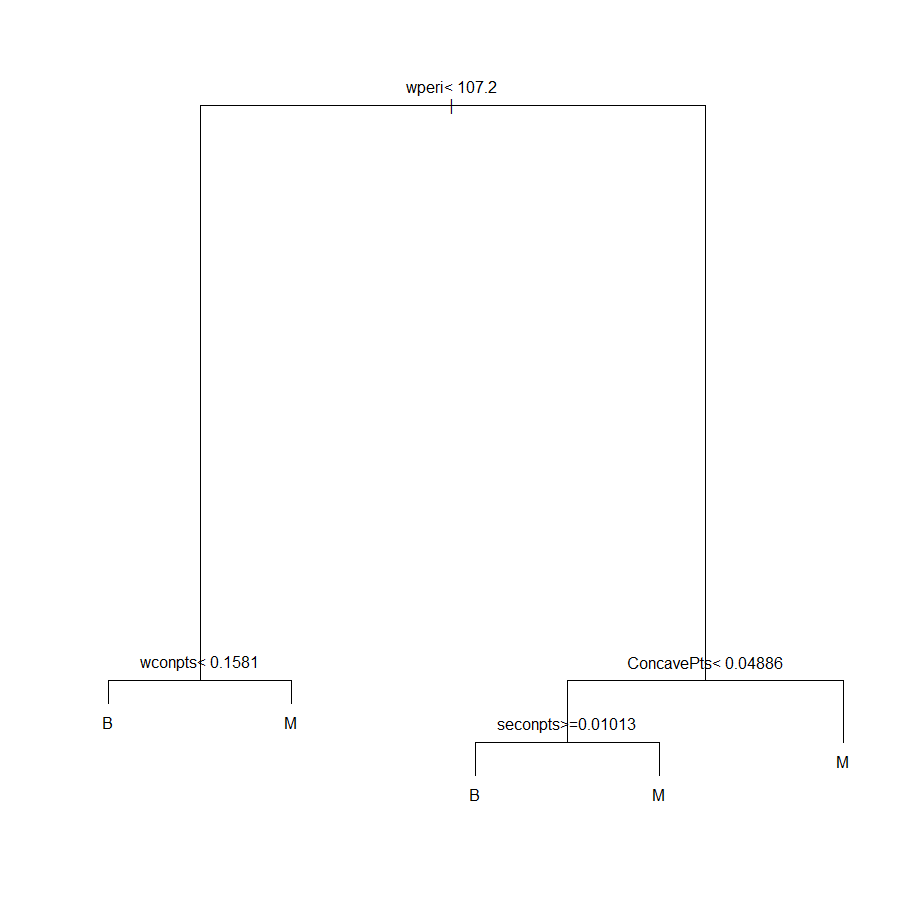 wperi< 107.2
wconpts< 0.1581
ConcavePts< 0.04886
B
M
seconpts>=0.01013
M
B
M